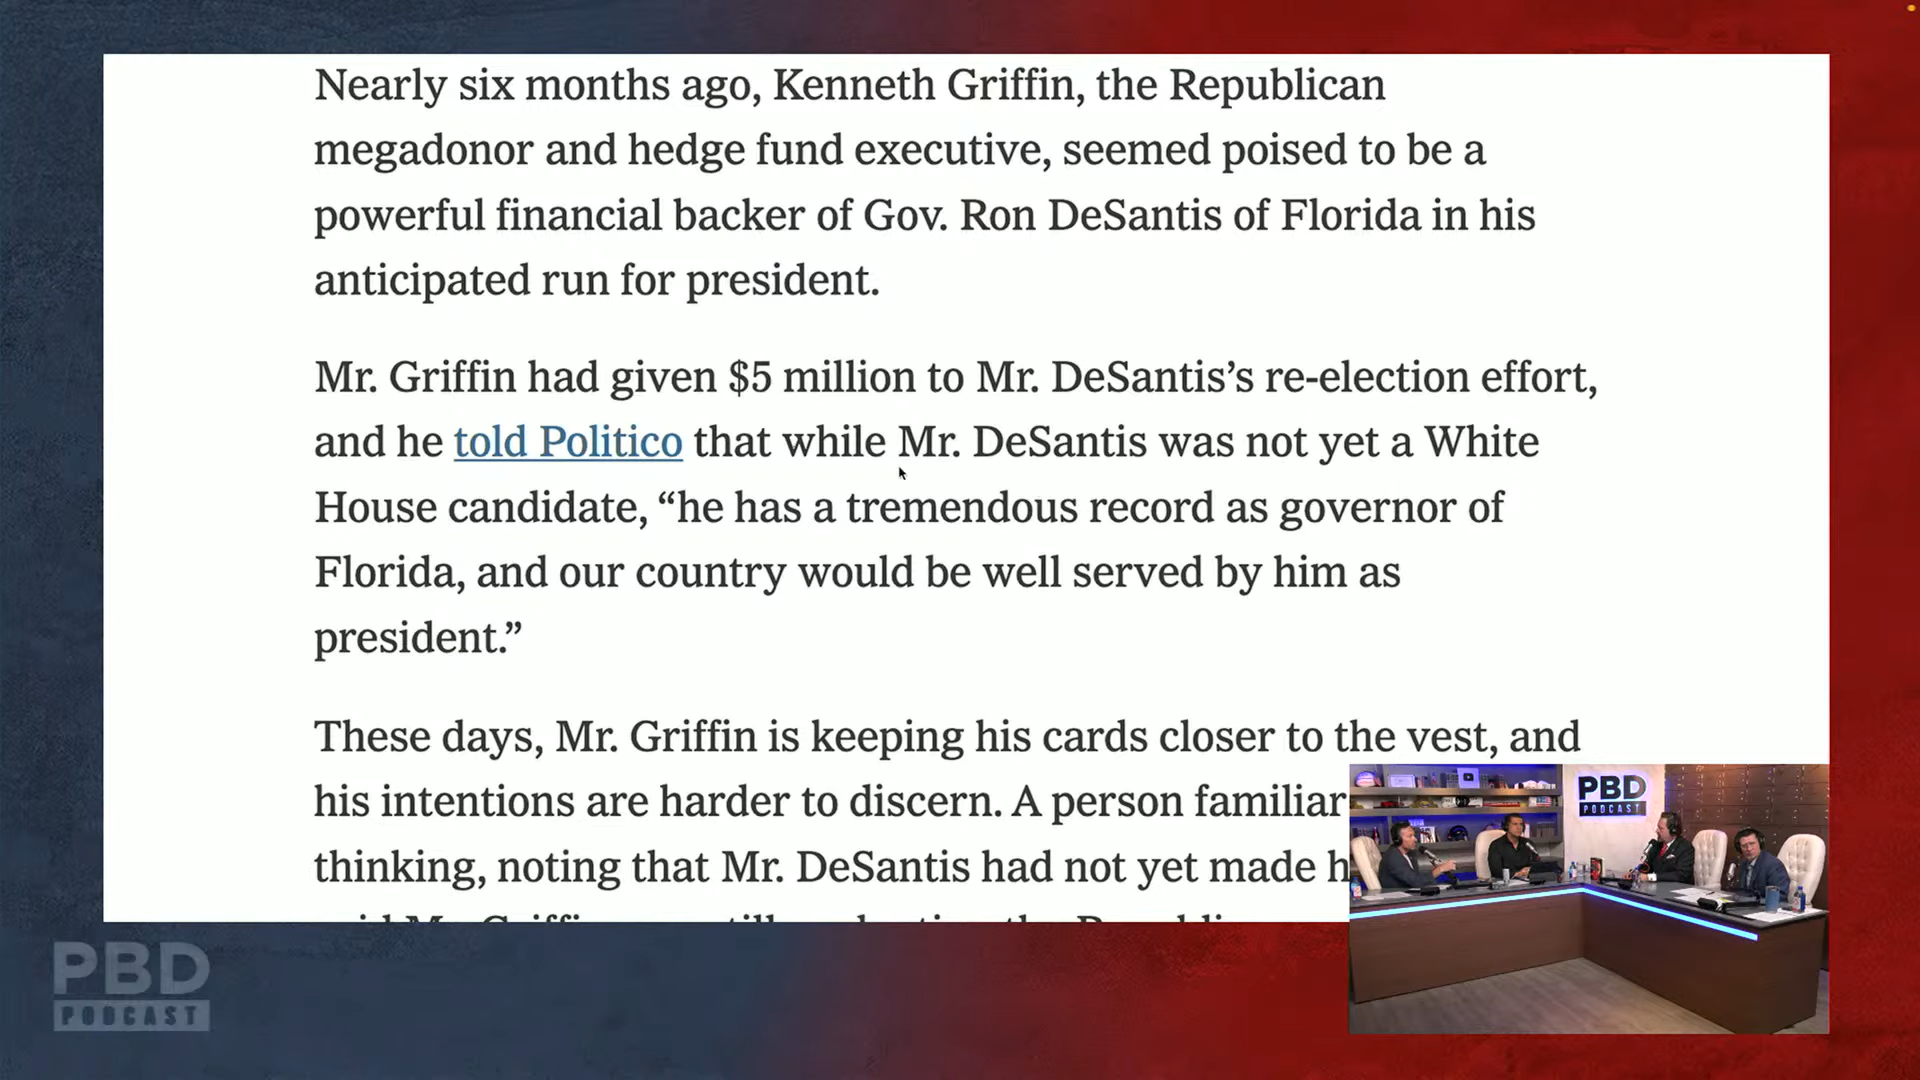 Nearly six months ago, Kenneth Griffin, the Republican
megadonor and hedge fund executive, seemed poised to be a
powerful financial backer of Gov. Ron DeSantis of Florida in his
anticipated run for president.
Mr. Griffin had given $5 million to Mr. DeSantis’s re-election effort,
and he told Politico that while Mr. DeSantis was not yet a White
House candidate, “he has a tremendous record as governor of
Florida, and our country would be well served by him as
president.”
These days, Mr. Griffin is keeping his cards closer to the vest, and
his intentions are harder to discern. A person familiar
thinking, noting that Mr. DeSantis had not yet made
PBD
PODCAST
PBD
PODCAST